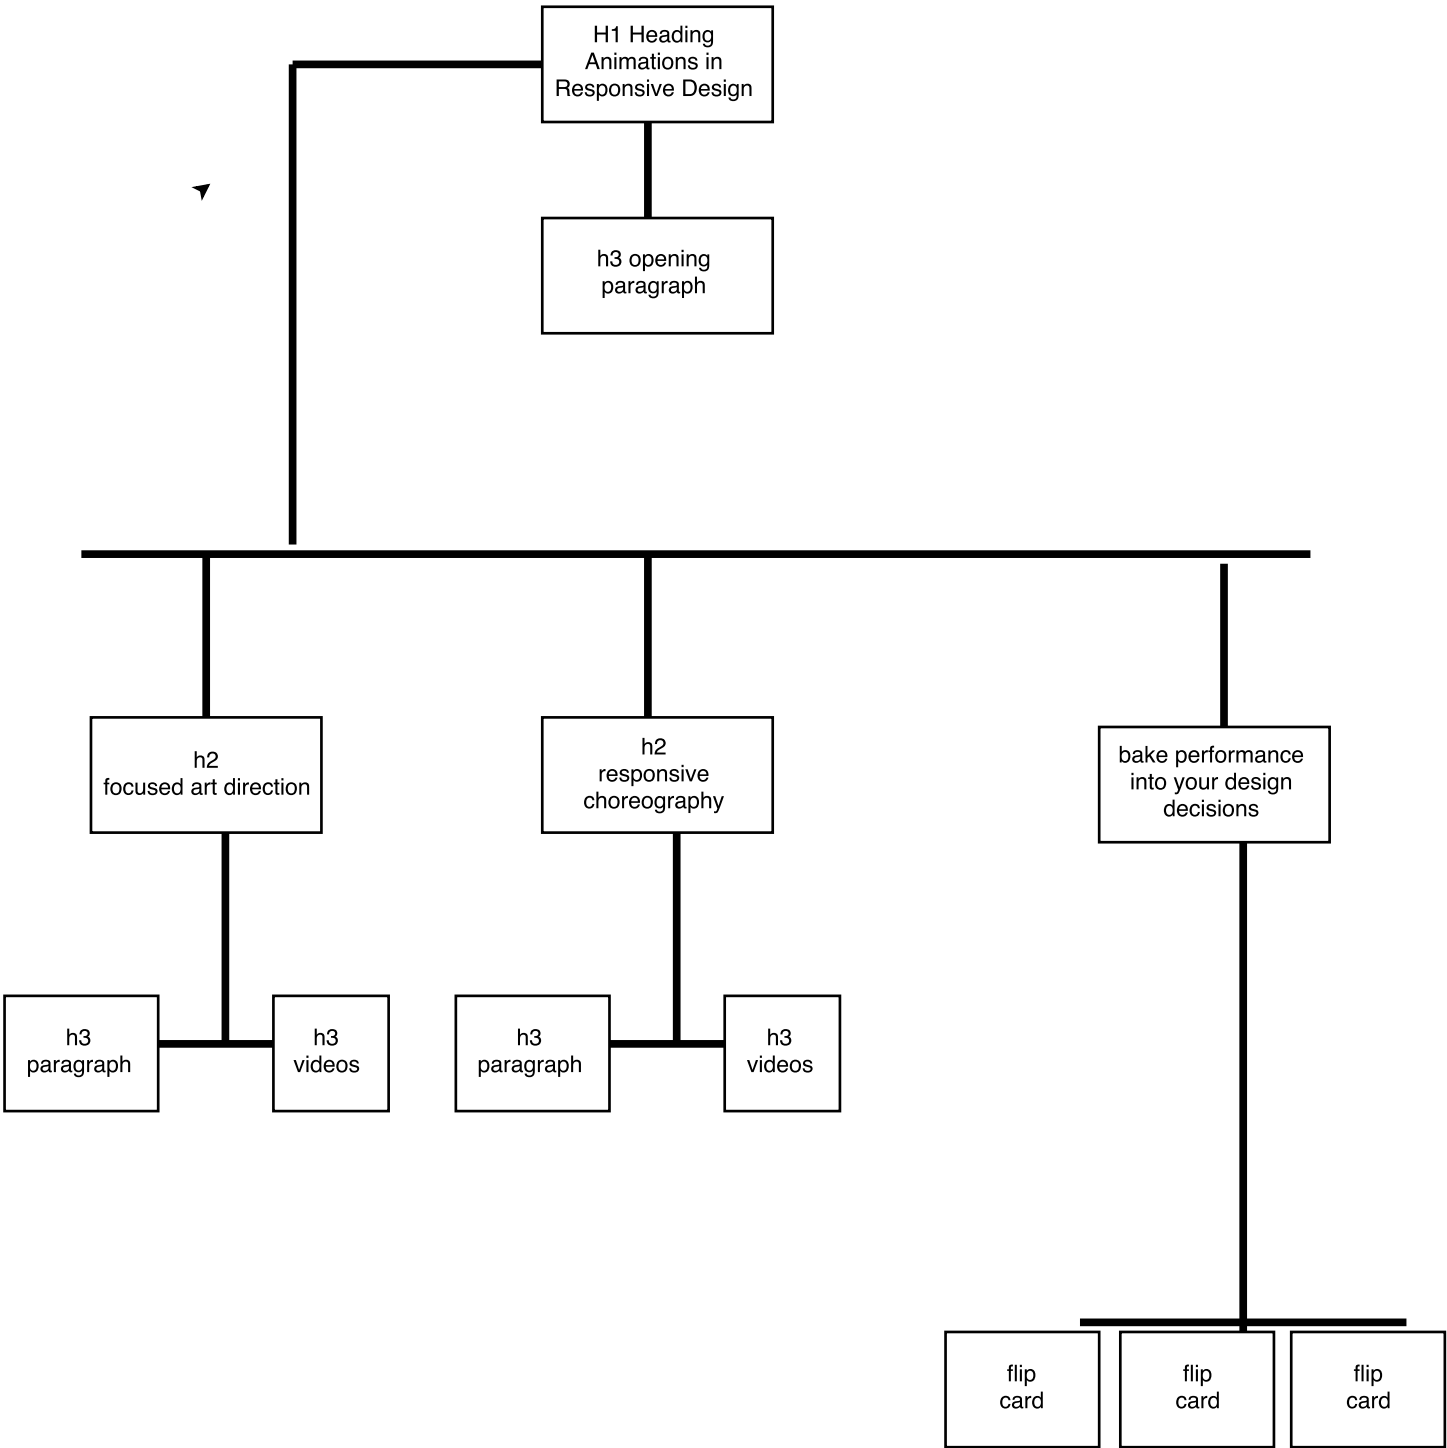 H1 Heading
Animations in
Responsive Design
h3 opening
paragraph
h2
focused art direction
h2
responsive
choreography
bake performance
into your design
decisions
h3
paragraph
h3
videos
h3
paragraph
h3
videos
flip
card
flip
card
flip
card